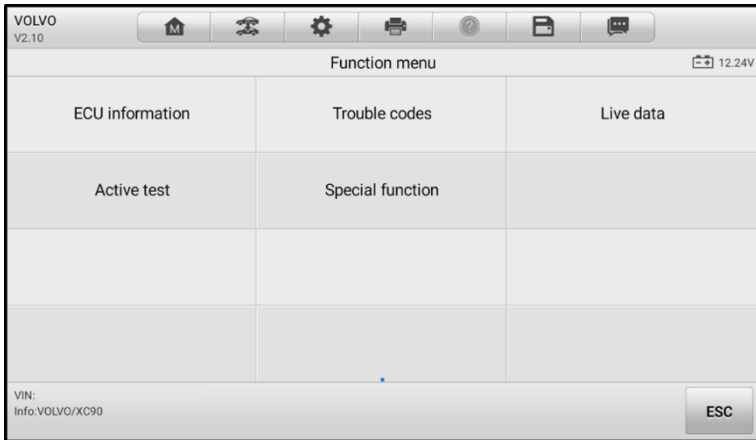 VOLVO
V2.10
M
?
Function menu
12.24V
ECU information
Trouble codes
Live data
Active test
Special function
VIN:
Info:VOLVO/XC90
ESC